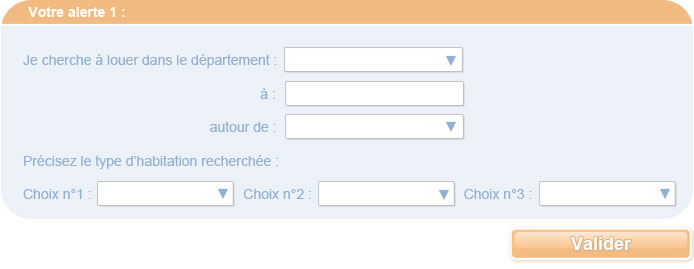 Votre alerte 1 :
Je cherche à louer dans le département :
à :
autour de :
Précisez le type d'habitation recherchée :
Choix n°1 : Choix n°2 : Choix n°3 :
Valider